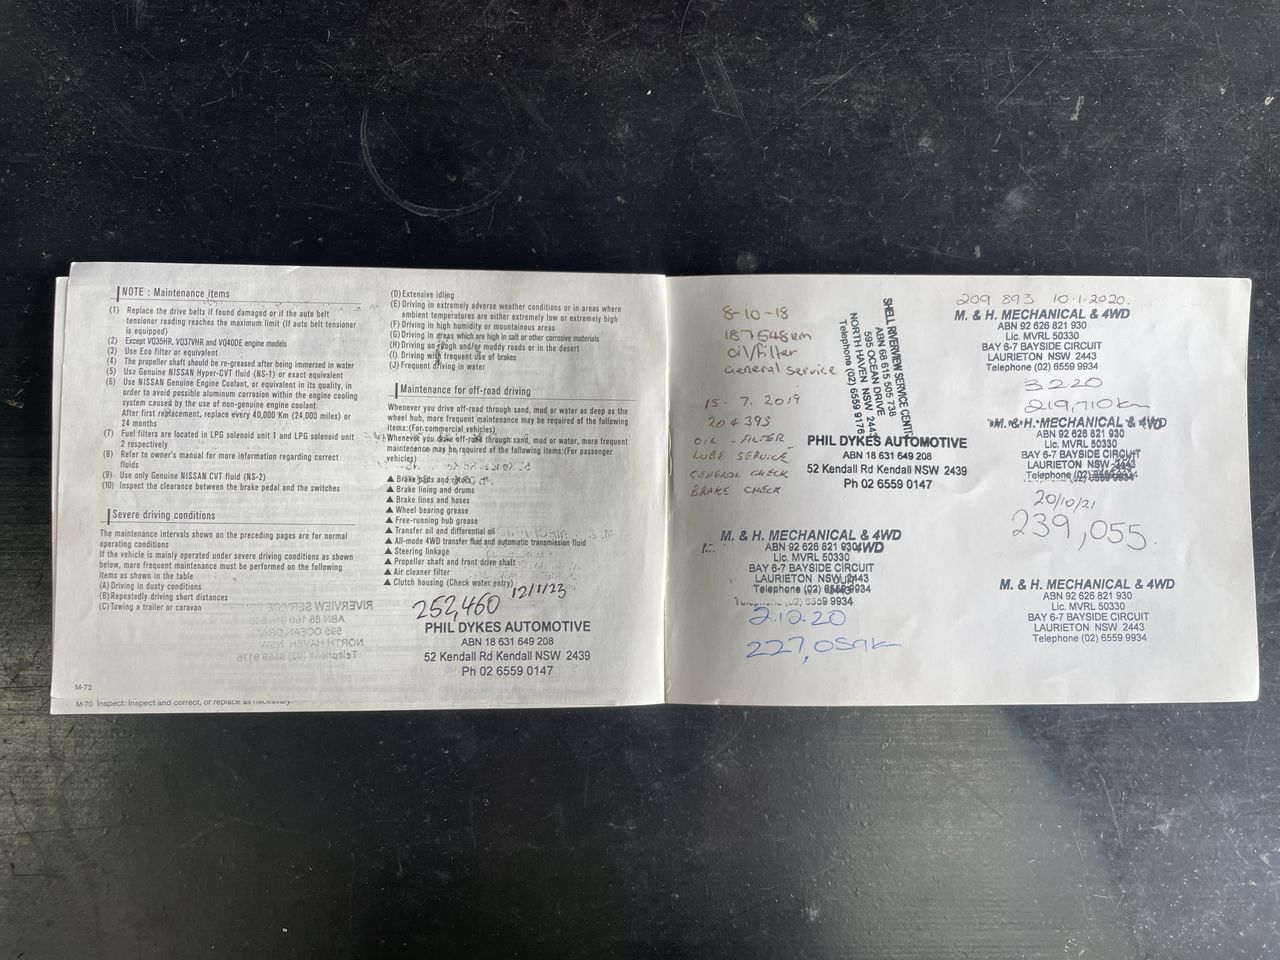 NOTE : Maintenance items
(1) Replace the drive belts if found damaged or if the auto belt
tensioner reading reaches the maximum limit (If auto belt tensioner
is equipped)
(2) Except VQ35HR, VQ37VHR and VQ40DE engine models
(3) Use Eco filter or equivalent
(4) The propeller shaft should be re-greased after being immersed in water
(5) Use Genuine NISSAN Hyper-CVT fluid (NS-1) or exact equivalent
(6) Use NISSAN Genuine Engine Coolant, or equivalent in its quality, in
order to avoid possible aluminum corrosion within the engine cooling
system caused by the use of non-genuine engine coolant
After first replacement, replace every 40,000 Km (24,000 miles) or
24 months
(7) Fuel filters are located in LPG solenoid unit 1 and LPG solenoid unit
2 respectively
(8) Refer to owner's manual for more information regarding correct
fluids
(9) Use only Genuine NISSAN CVT fluid (NS-2)
(10) Inspect the clearance between the brake pedal and the switches
Severe driving conditions
The maintenance intervals shown on the preceding pages are for normal
operating conditions
If the vehicle is mainly operated under severe driving conditions as shown
below, more frequent maintenance must be performed on the following
items as shown in the table
(A) Driving in dusty conditions
(B) Repeatedly driving short distances
(C) Towing a trailer or caravan
M-72
M-70 Inspect: Inspect and correct, or replace as necessary.
(D) Extensive idling
(E) Driving in extremely adverse weather conditions or in areas where
ambient temperatures are either extremely low or extremely high
(F) Driving in high humidity or mountainous areas
(G) Driving in areas which are high in salt or other corrosive materials
(H) Driving on rough and/or muddy roads or in the desert
(I) Driving with frequent use of brakes
(J) Frequent driving in water
Maintenance for off-road driving
Whenever you drive off-road through sand, mud or water as deep as the
wheel hub, more frequent maintenance may be required of the following
items:(For commercial vehicles)
Whenever you drive off-road through sand, mud or water, more frequent
maintenance may be required of the following items:(For passenger
vehicles)
▲ Brake pads and rotors
▲ Brake lining and drums
▲ Brake lines and hoses
▲ Wheel bearing grease
▲ Free-running hub grease
▲ Transfer oil and differential oil
▲ All-mode 4WD transfer fluid and automatic transmission fluid
▲ Steering linkage
▲ Propeller shaft and front drive shaft
▲ Air cleaner filter
▲ Clutch housing (Check water entry)
252,460 12/11/23
PHIL DYKES AUTOMOTIVE
ABN 18 631 649 208
52 Kendall Rd Kendall NSW 2439
Ph 02 6559 0147
8-10-18
187548km
oil/filter
General service
SHELL RIVERVIEW SERVICE CENTRE
ABN 68 615 505 738
595 OCEAN DRIVE
NORTH HAVEN NSW 2443
Telephone (02) 6559 9176
15. 7. 2019
204395
OIL - FILTER
LUBE SERVICE
GENERAL CHECK
BRAKE CHECK
PHIL DYKES AUTOMOTIVE
ABN 18 631 649 208
52 Kendall Rd Kendall NSW 2439
Ph 02 6559 0147
M. & H. MECHANICAL & 4WD
ABN 92 626 821 930
Lic. MVRL 50330
BAY 6-7 BAYSIDE CIRCUIT
LAURIETON NSW 2443
Telephone (02) 6559 9934
2.12.20
227,059km
209 893 10-1-2020.
M. & H. MECHANICAL & 4WD
ABN 92 626 821 930
Lic. MVRL 50330
BAY 6-7 BAYSIDE CIRCUIT
LAURIETON NSW 2443
Telephone (02) 6559 9934
3220
219,710km
M. & H. MECHANICAL & 4WD
ABN 92 626 821 930
Lic. MVRL 50330
BAY 6-7 BAYSIDE CIRCUIT
LAURIETON NSW 2443
Telephone (02) 6559 9934
20/10/21
239,055.
M. & H. MECHANICAL & 4WD
ABN 92 626 821 930
Lic. MVRL 50330
BAY 6-7 BAYSIDE CIRCUIT
LAURIETON NSW 2443
Telephone (02) 6559 9934